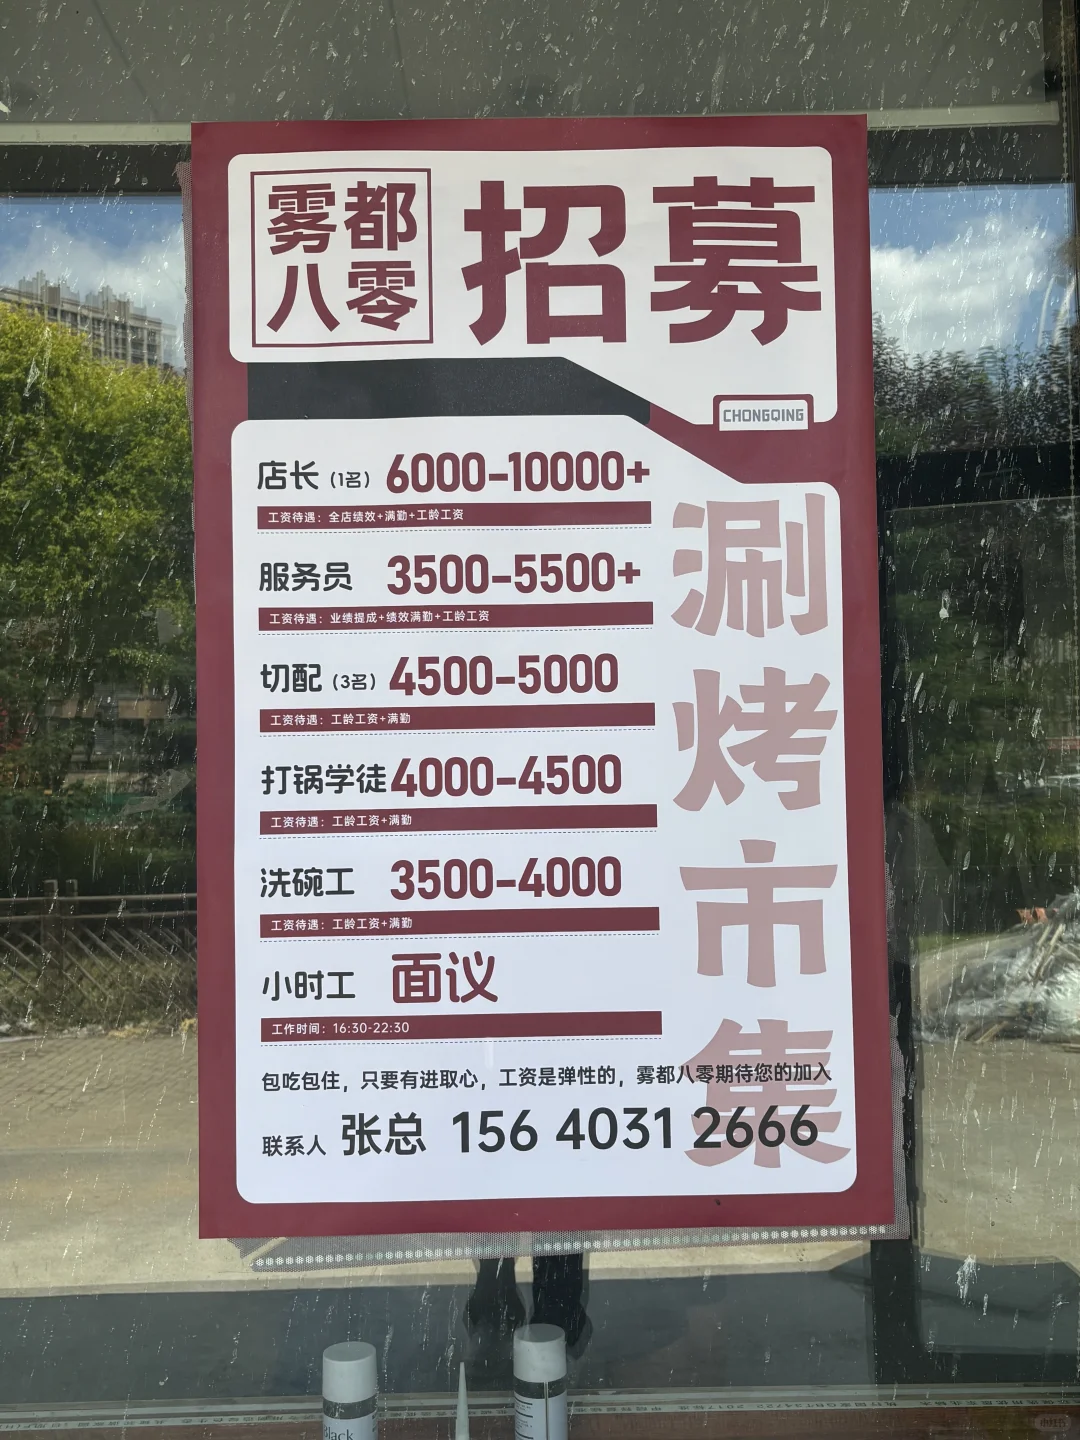 雾都
八零
招募
CHONGQING
店长（1名） 6000-10000+
工资待遇：全店绩效+满勤+工龄工资
服务员 3500-5500+
工资待遇：业绩提成+绩效满勤+工龄工资
切配（3名） 4500-5000
工资待遇：工龄工资+满勤
打锅学徒 4000-4500
工资待遇：工龄工资+满勤
洗碗工 3500-4000
工资待遇：工龄工资+满勤
小时工 面议
工作时间：16:30-22:30
涮烤市集
包吃包住，只要有进取心，工资是弹性的，雾都八零期待您的加入
联系人 张总 156 4031 2666
Black
小红书